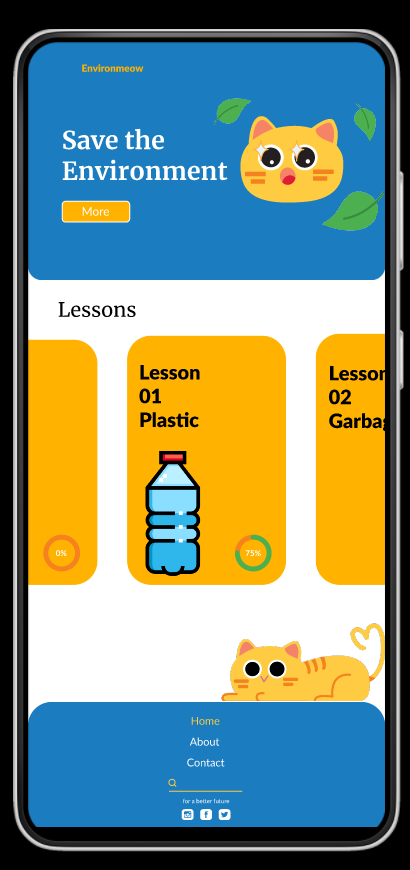 Environmeow
Save the
Environment
More
Lessons
Lesson
01
Plastic
Lesson
02
Garbag
0%
75%
Home
About
Contact
for a better future